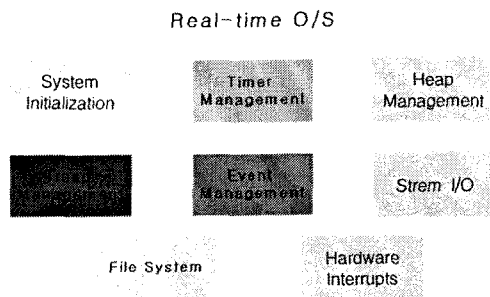 Real-time O/S
System
Initialization
Timer
Management
Heap
Management
Event
Management
Strem I/O
File System
Hardware
Interrupts